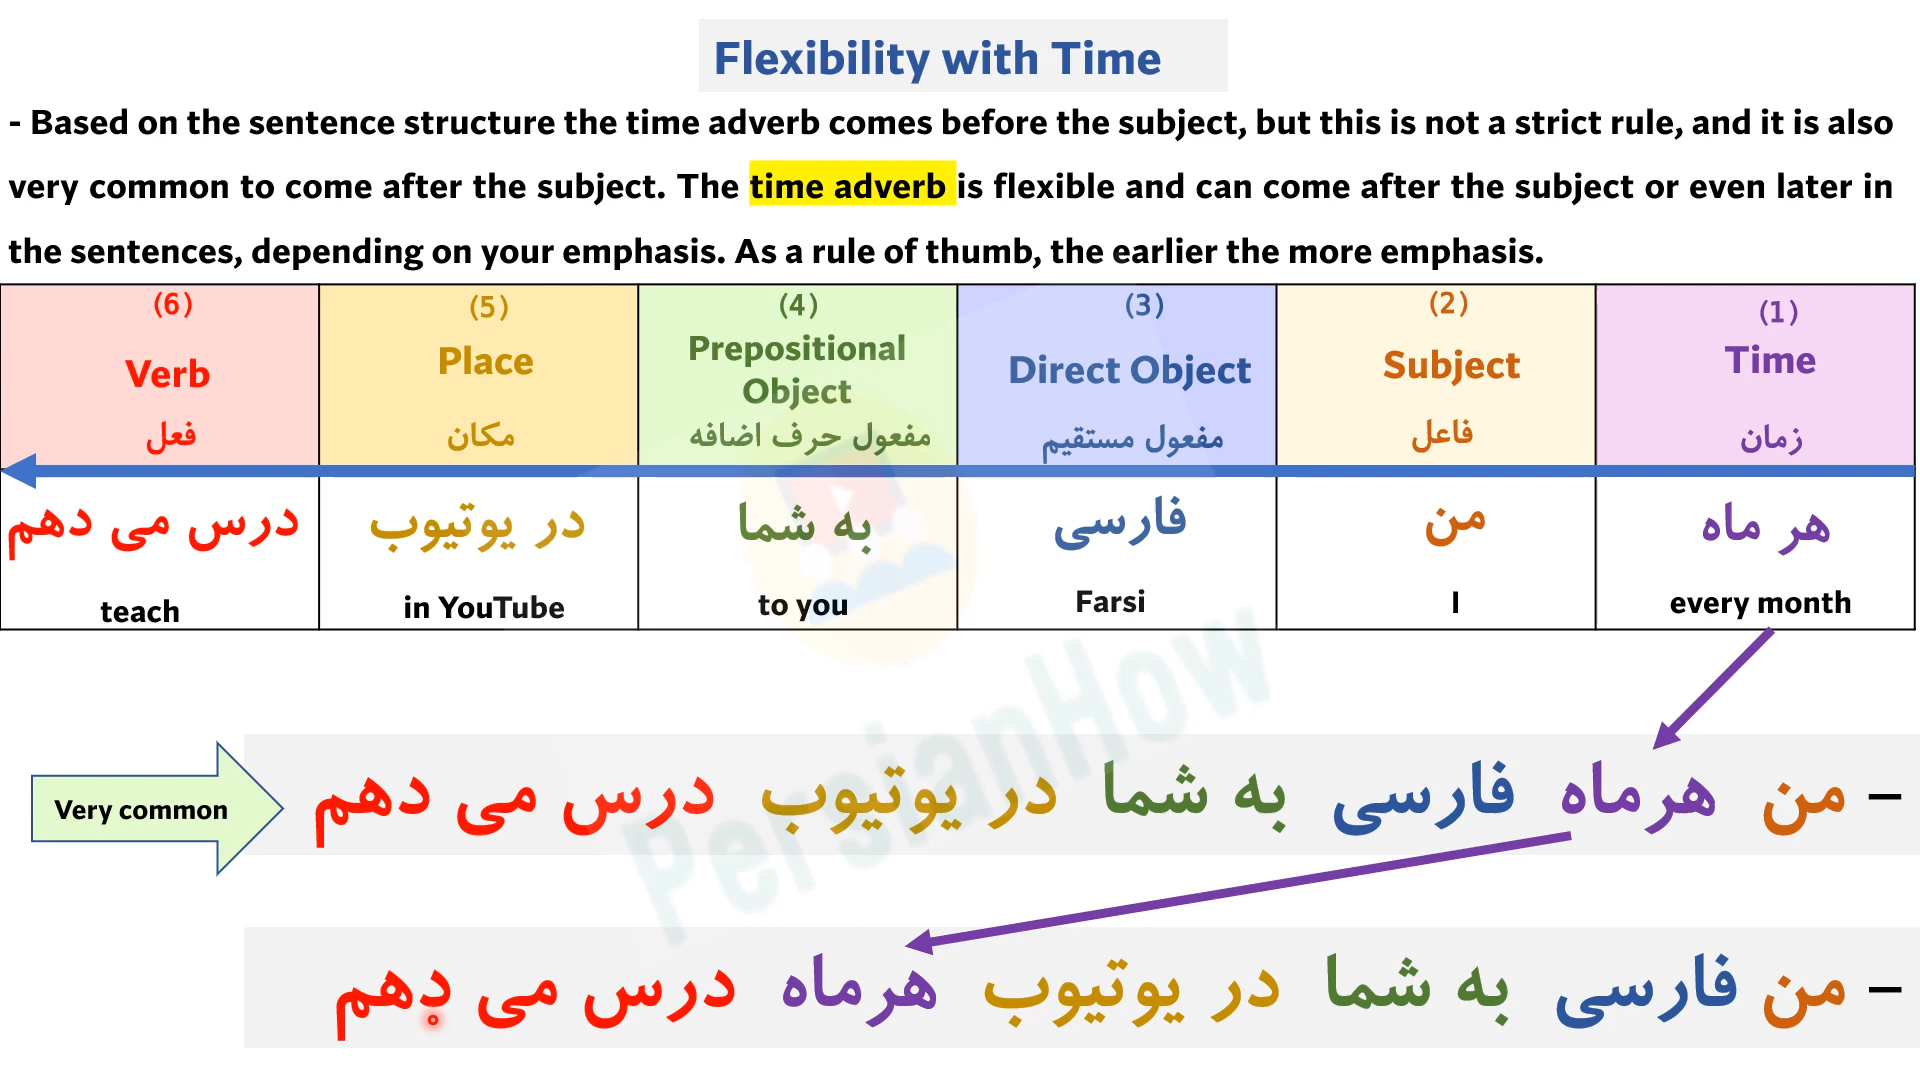 Flexibility with Time
- Based on the sentence structure the time adverb comes before the subject, but this is not a strict rule, and it is also
very common to come after the subject. The time adverb is flexible and can come after the subject or even later in
the sentences, depending on your emphasis. As a rule of thumb, the earlier the more emphasis.
(1) (2) (3) (4) (5) (6)
Time Subject Direct Object Prepositional Object Place Verb
زمان فاعل مفعول مستقیم مفعول حرف اضافه مکان فعل
هر ماه من فارسی به شما در یوتیوب درس می دهم
every month I Farsi to you in YouTube teach
Very common
– من هرماه فارسی به شما در یوتیوب درس می دهم
– من فارسی به شما در یوتیوب هرماه درس می دهم
PersianHow